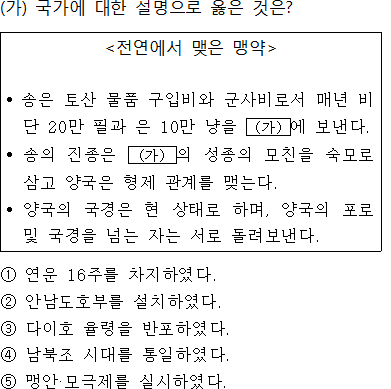 (가) 국가에 대한 설명으로 옳은 것은?
<전연에서 맺은 맹약>
• 송은 토산 물품 구입비와 군사비로서 매년 비
단 20만 필과 은 10만 냥을 (가)에 보낸다.
• 송의 진종은 (가)의 성종의 모친을 숙모로
삼고 양국은 형제 관계를 맺는다.
• 양국의 국경은 현 상태로 하며, 양국의 포로
및 국경을 넘는 자는 서로 돌려보낸다.
① 연운 16주를 차지하였다.
② 안남도호부를 설치하였다.
③ 다이호 율령을 반포하였다.
④ 남북조 시대를 통일하였다.
⑤ 맹안·모극제를 실시하였다.